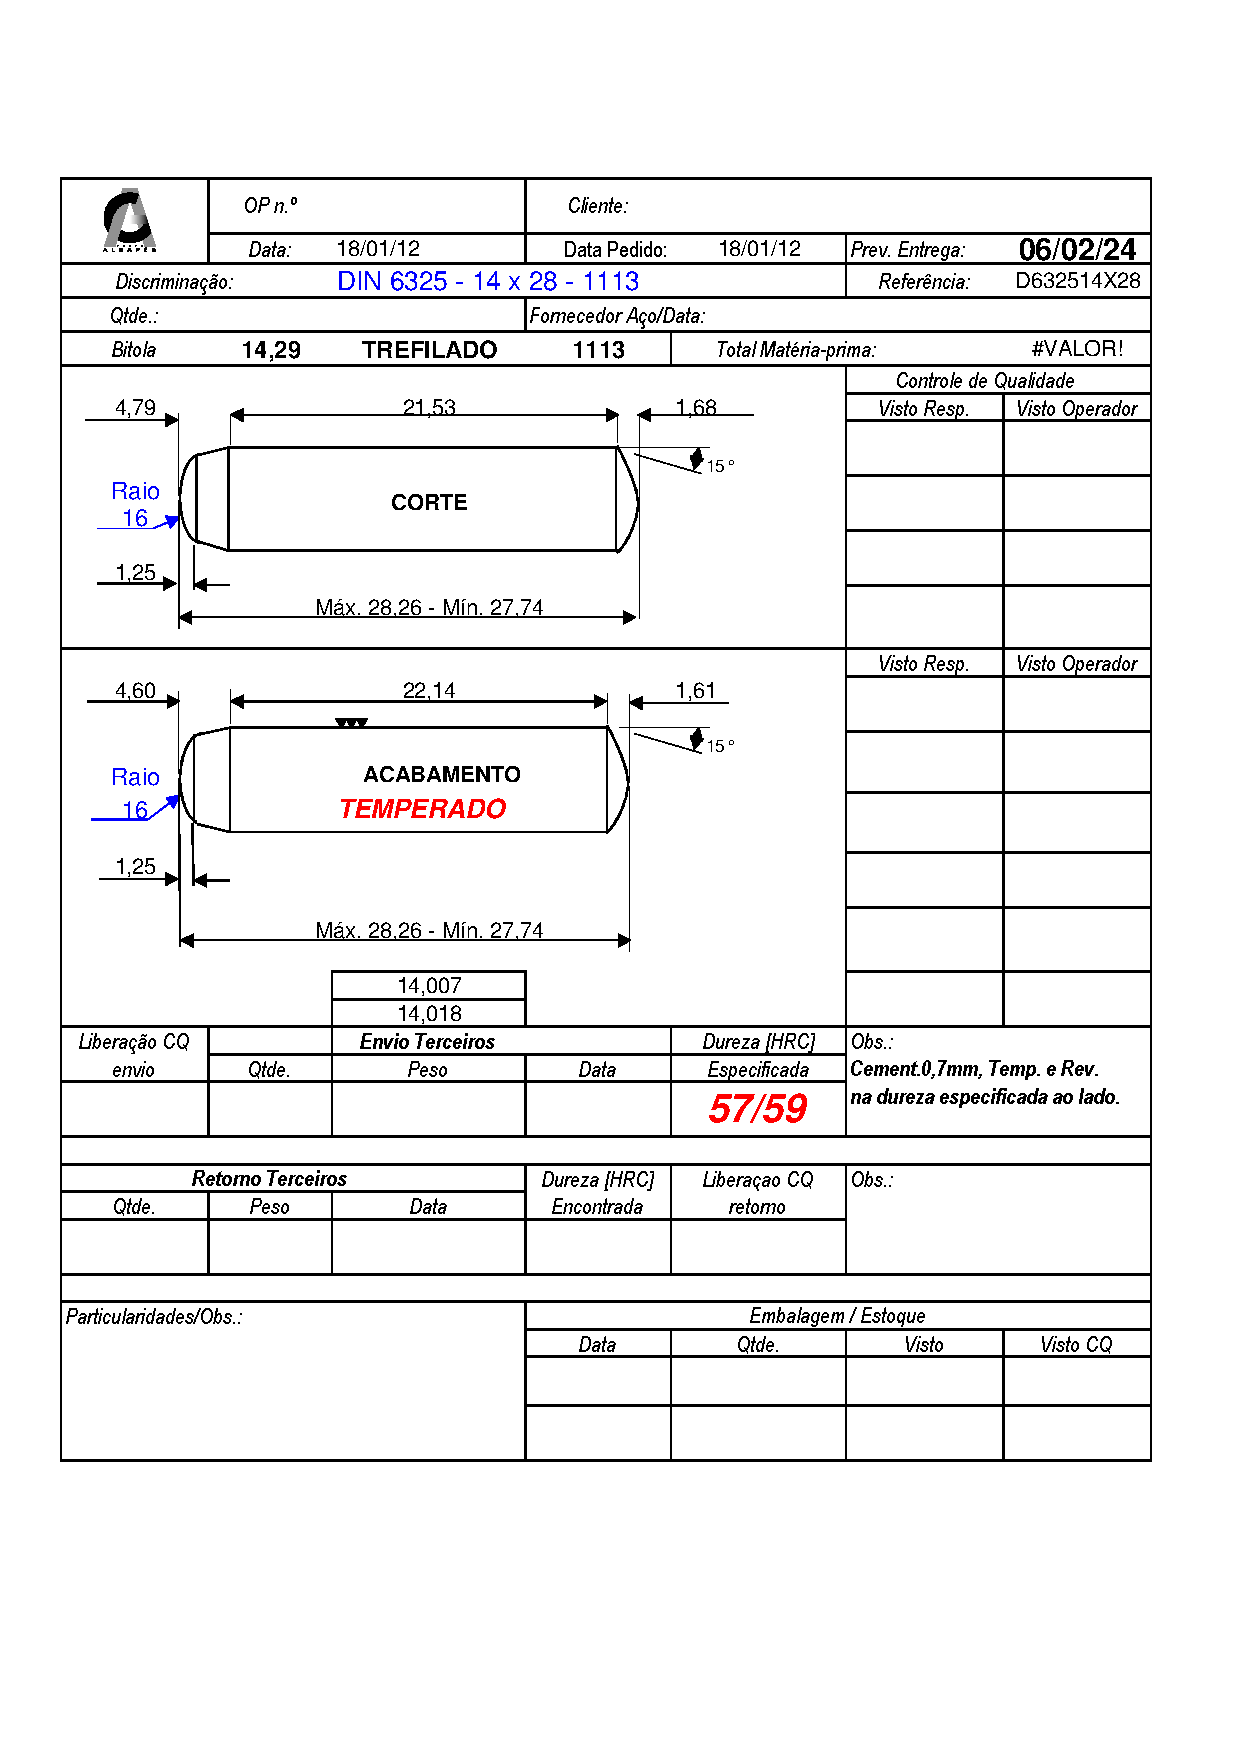 ALBAPES
OP n.º Cliente:
Data: 18/01/12 Data Pedido: 18/01/12 Prev. Entrega: 06/02/24
Discriminação: DIN 6325 - 14 x 28 - 1113 Referência: D632514X28
Qtde.: Fornecedor Aço/Data:
Bitola 14,29 TREFILADO 1113 Total Matéria-prima: #VALOR!
Controle de Qualidade
4,79 21,53 1,68 Visto Resp. Visto Operador
15 º
Raio
16
CORTE
1,25
Máx. 28,26 - Mín. 27,74
Visto Resp. Visto Operador
4,60 22,14 1,61
15 º
Raio
16
ACABAMENTO
TEMPERADO
1,25
Máx. 28,26 - Mín. 27,74
14,007
14,018
Liberação CQ Envio Terceiros Dureza [HRC] Obs.:
envio Qtde. Peso Data Especificada Cement.0,7mm, Temp. e Rev.
57/59 na dureza especificada ao lado.
Retorno Terceiros Dureza [HRC] Liberaçao CQ Obs.:
Qtde. Peso Data Encontrada retorno
Particularidades/Obs.: Embalagem / Estoque
Data Qtde. Visto Visto CQ